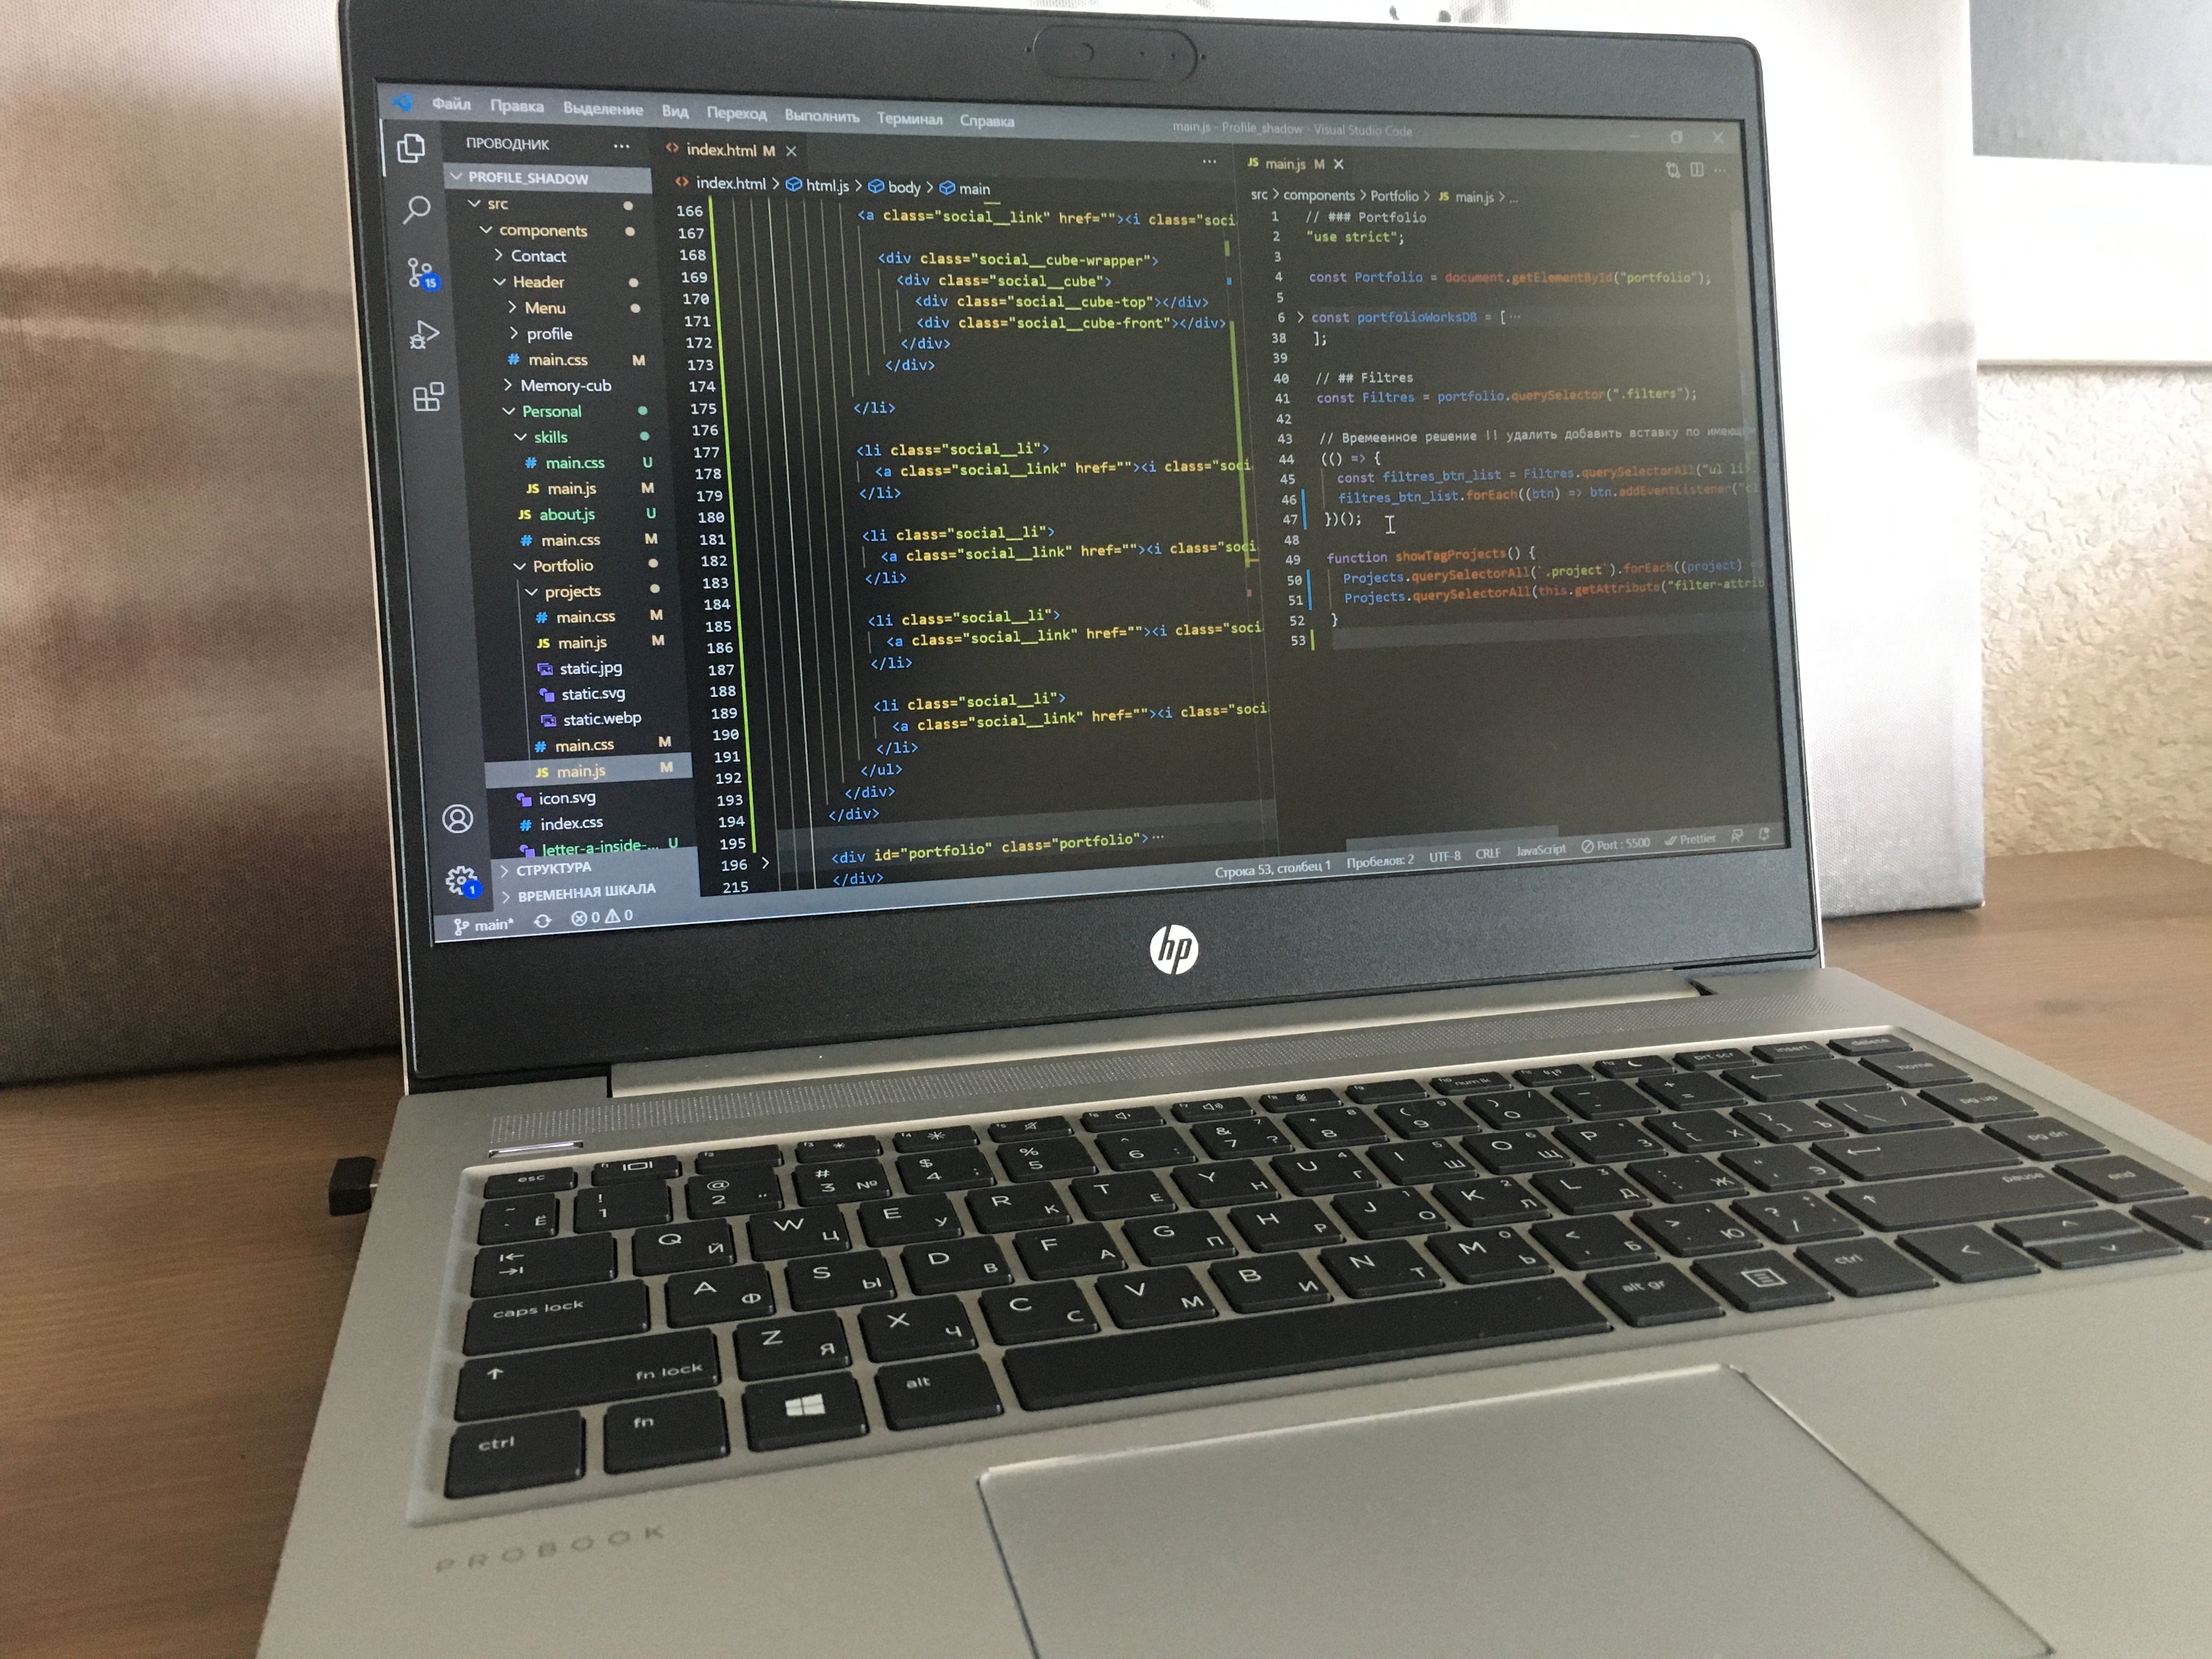 Файл Правка Выделение Вид Переход Выполнить Терминал Справка
main.js - Profile_shadow - Visual Studio Code
ПРОВОДНИК ...
PROFILE_SHADOW
src
components
Contact
Header
Menu
profile
# main.css M
Memory-cub
Personal
skills
# main.css U
JS main.js M
JS about.js U
# main.css M
Portfolio
projects
# main.css M
JS main.js M
static.jpg
static.svg
static.webp
# main.css M
JS main.js M
icon.svg
# index.css
letter-a-inside-... U
СТРУКТУРА
ВРЕМЕННАЯ ШКАЛА
15
1
index.html M
index.html > html.js > body > main
166 <a class="social__link" href=""><i class="soci
167
168 <div class="social__cube-wrapper">
169 <div class="social__cube">
170 <div class="social__cube-top"></div>
171 <div class="social__cube-front"></div>
172 </div>
173 </div>
174
175 </li>
176
177 <li class="social__li">
178 <a class="social__link" href=""><i class="soci
179 </li>
180
181 <li class="social__li">
182 <a class="social__link" href=""><i class="soci
183 </li>
184
185 <li class="social__li">
186 <a class="social__link" href=""><i class="soci
187 </li>
188
189 <li class="social__li">
190 <a class="social__link" href=""><i class="soci
191 </li>
192 </ul>
193 </div>
194 </div>
195
196 <div id="portfolio" class="portfolio">...
215 </div>
JS main.js M
src > components > Portfolio > JS main.js > ...
1 // ### Portfolio
2 "use strict";
3
4 const Portfolio = document.getElementById("portfolio");
5
6 const portfolioWorksDB = [...
38 ];
39
40 // ## Filtres
41 const Filtres = portfolio.querySelector(".filters");
42
43 // Времеенное решение !! удалить добавить вставку по
44 (() => {
45 const filtres_btn_list = Filtres.querySelectorAll("ul li
46 filtres_btn_list.forEach((btn) => btn.addEventListener("
47 })();
48
49 function showTagProjects() {
50 Projects.querySelectorAll(`.project`).forEach((project)
51 Projects.querySelectorAll(this.getAttribute("filter-attrib
52 }
53
main* 0 0
Строка 53, столбец 1 Пробелов: 2 UTF-8 CRLF JavaScript Port : 5500 Prettier
hp
esc f1 f3 f4 prt scr insert delete
~ Ё ! 1 @ 2 " # 3 № $ 4 ; % 5 ^ 6 : & 7 ? * 8 ( 9 ) 0 - + = home
Q Й W Ц E У R К T Е Y Н U Г I Ш O Щ P З { [ Х } ] Ъ \ / pg up
caps lock A Ф S Ы D В F А G П H Р J О K Л L Д : ; Ж " ' Э pg dn
fn lock Z Я X Ч C С V М B И N Т M Ь < , Б > . Ю ? / pause end
ctrl fn alt alt gr ctrl
PROBOOK